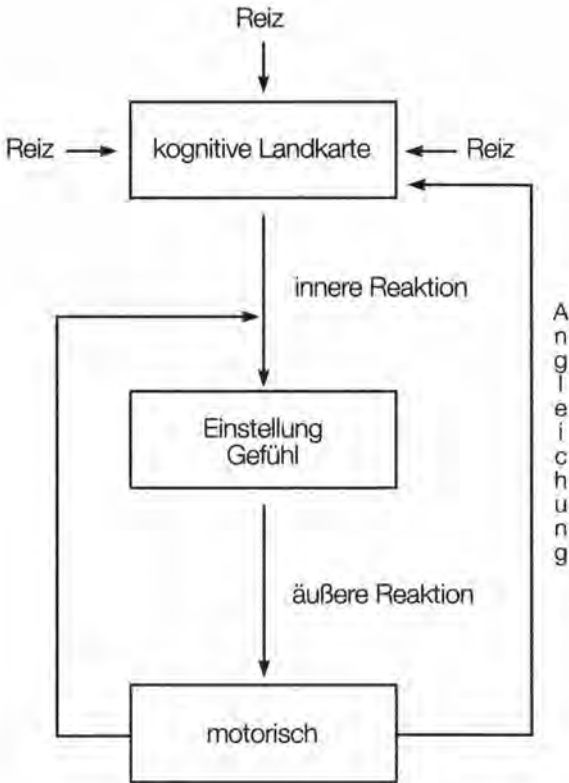 Reiz
Reiz
kognitive Landkarte
Reiz
innere Reaktion
Angleichung
Einstellung
Gefühl
äußere Reaktion
motorisch